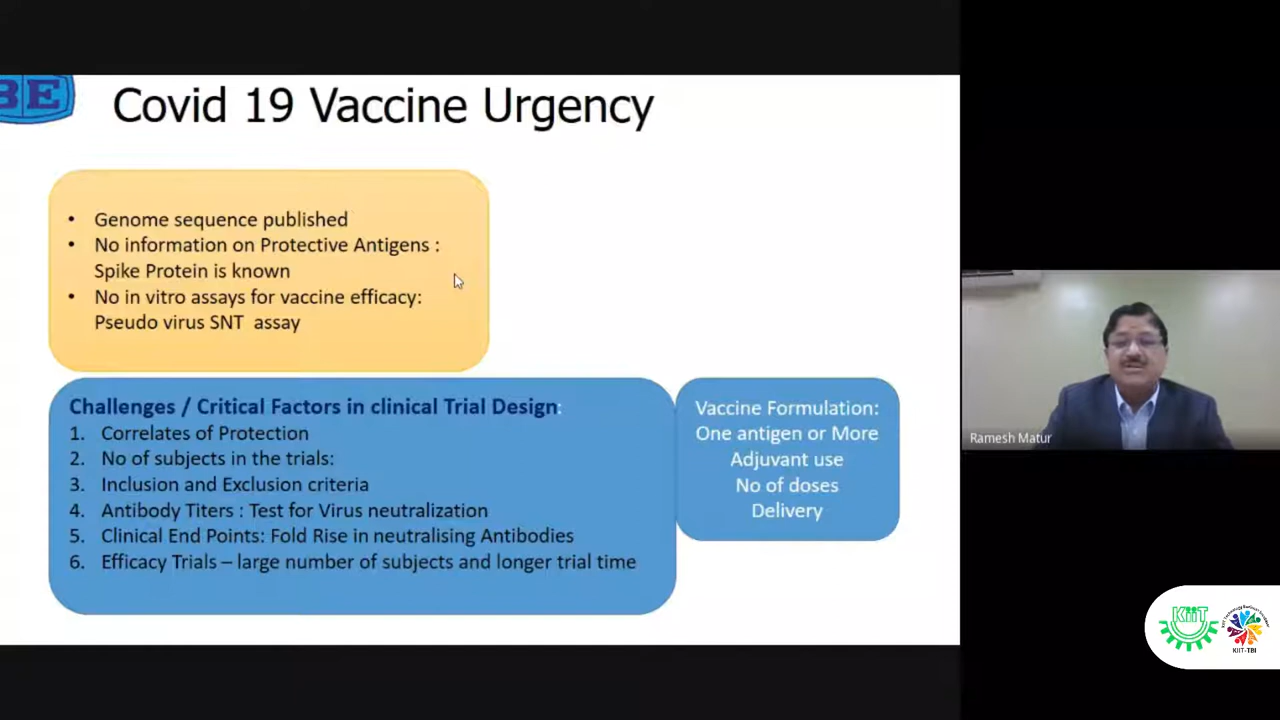 BE
Covid 19 Vaccine Urgency
• Genome sequence published
• No information on Protective Antigens :
Spike Protein is known
• No in vitro assays for vaccine efficacy:
Pseudo virus SNT assay
Challenges / Critical Factors in clinical Trial Design:
1. Correlates of Protection
2. No of subjects in the trials:
3. Inclusion and Exclusion criteria
4. Antibody Titers : Test for Virus neutralization
5. Clinical End Points: Fold Rise in neutralising Antibodies
6. Efficacy Trials – large number of subjects and longer trial time
Vaccine Formulation:
One antigen or More
Adjuvant use
No of doses
Delivery
Ramesh Matur
KiiT
KIIT-TBI